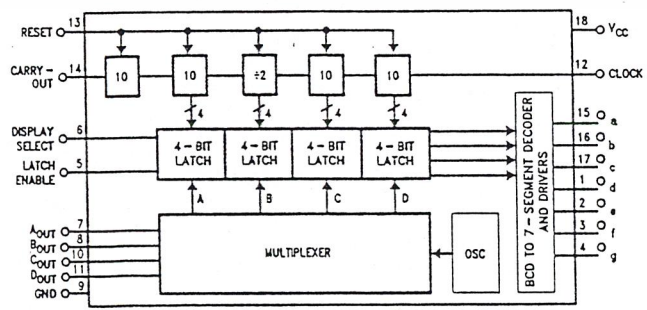 13
RESET
18
VCC
14
CARRY-
OUT
10
10
÷2
10
10
12
CLOCK
4
4
4
4
DISPLAY
SELECT
6
LATCH
ENABLE
5
4-BIT
LATCH
4-BIT
LATCH
4-BIT
LATCH
4-BIT
LATCH
A
B
C
D
BCD TO 7-SEGMENT DECODER
AND DRIVERS
15
a
16
b
17
c
1
d
2
e
3
f
4
g
AOUT
7
BOUT
8
COUT
10
DOUT
11
GND
9
MULTIPLEXER
OSC